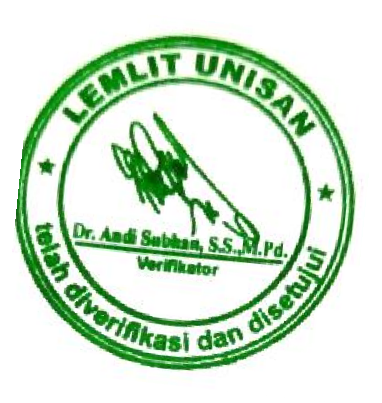 LEMLIT UNISAN
Dr. Andi Subhan, S.S.,M.Pd.
Verifikator
telah diverifikasi dan disetujui